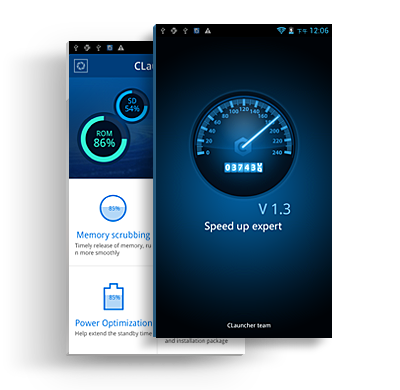 CLau
SD
54%
ROM
86%
85%
Memory scrubbing
Timely release of memory, ru
n more smoothly
85%
Power Optimization
Help extend the standby time
and installation package
下午 12:06
0
20
40
60
80
100
120
140
160
180
200
220
240
03743
V 1.3
Speed up expert
CLauncher team